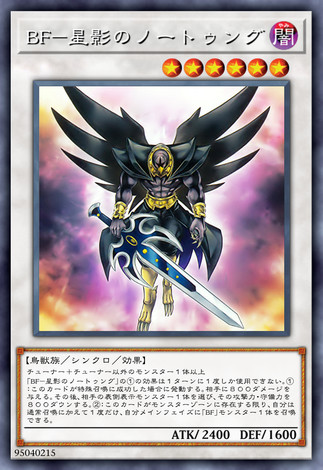 BF－星影のノートゥング
やみ
闇
【鳥獣族／シンクロ／効果】
チューナー＋チューナー以外のモンスター１体以上
「BF－星影のノートゥング」の①の効果は１ターンに１度しか使用できない。①
：このカードが特殊召喚に成功した場合に発動する。相手に８００ダメージを
与える。その後、相手の表側表示モンスター１体を選び、その攻撃力・守備力を
８００ダウンする。②：このカードがモンスターゾーンに存在する限り、自分は
通常召喚に加えて１度だけ、自分メインフェイズに「BF」モンスター１体を召喚
できる。
ATK/ 2400 DEF/1600
95040215